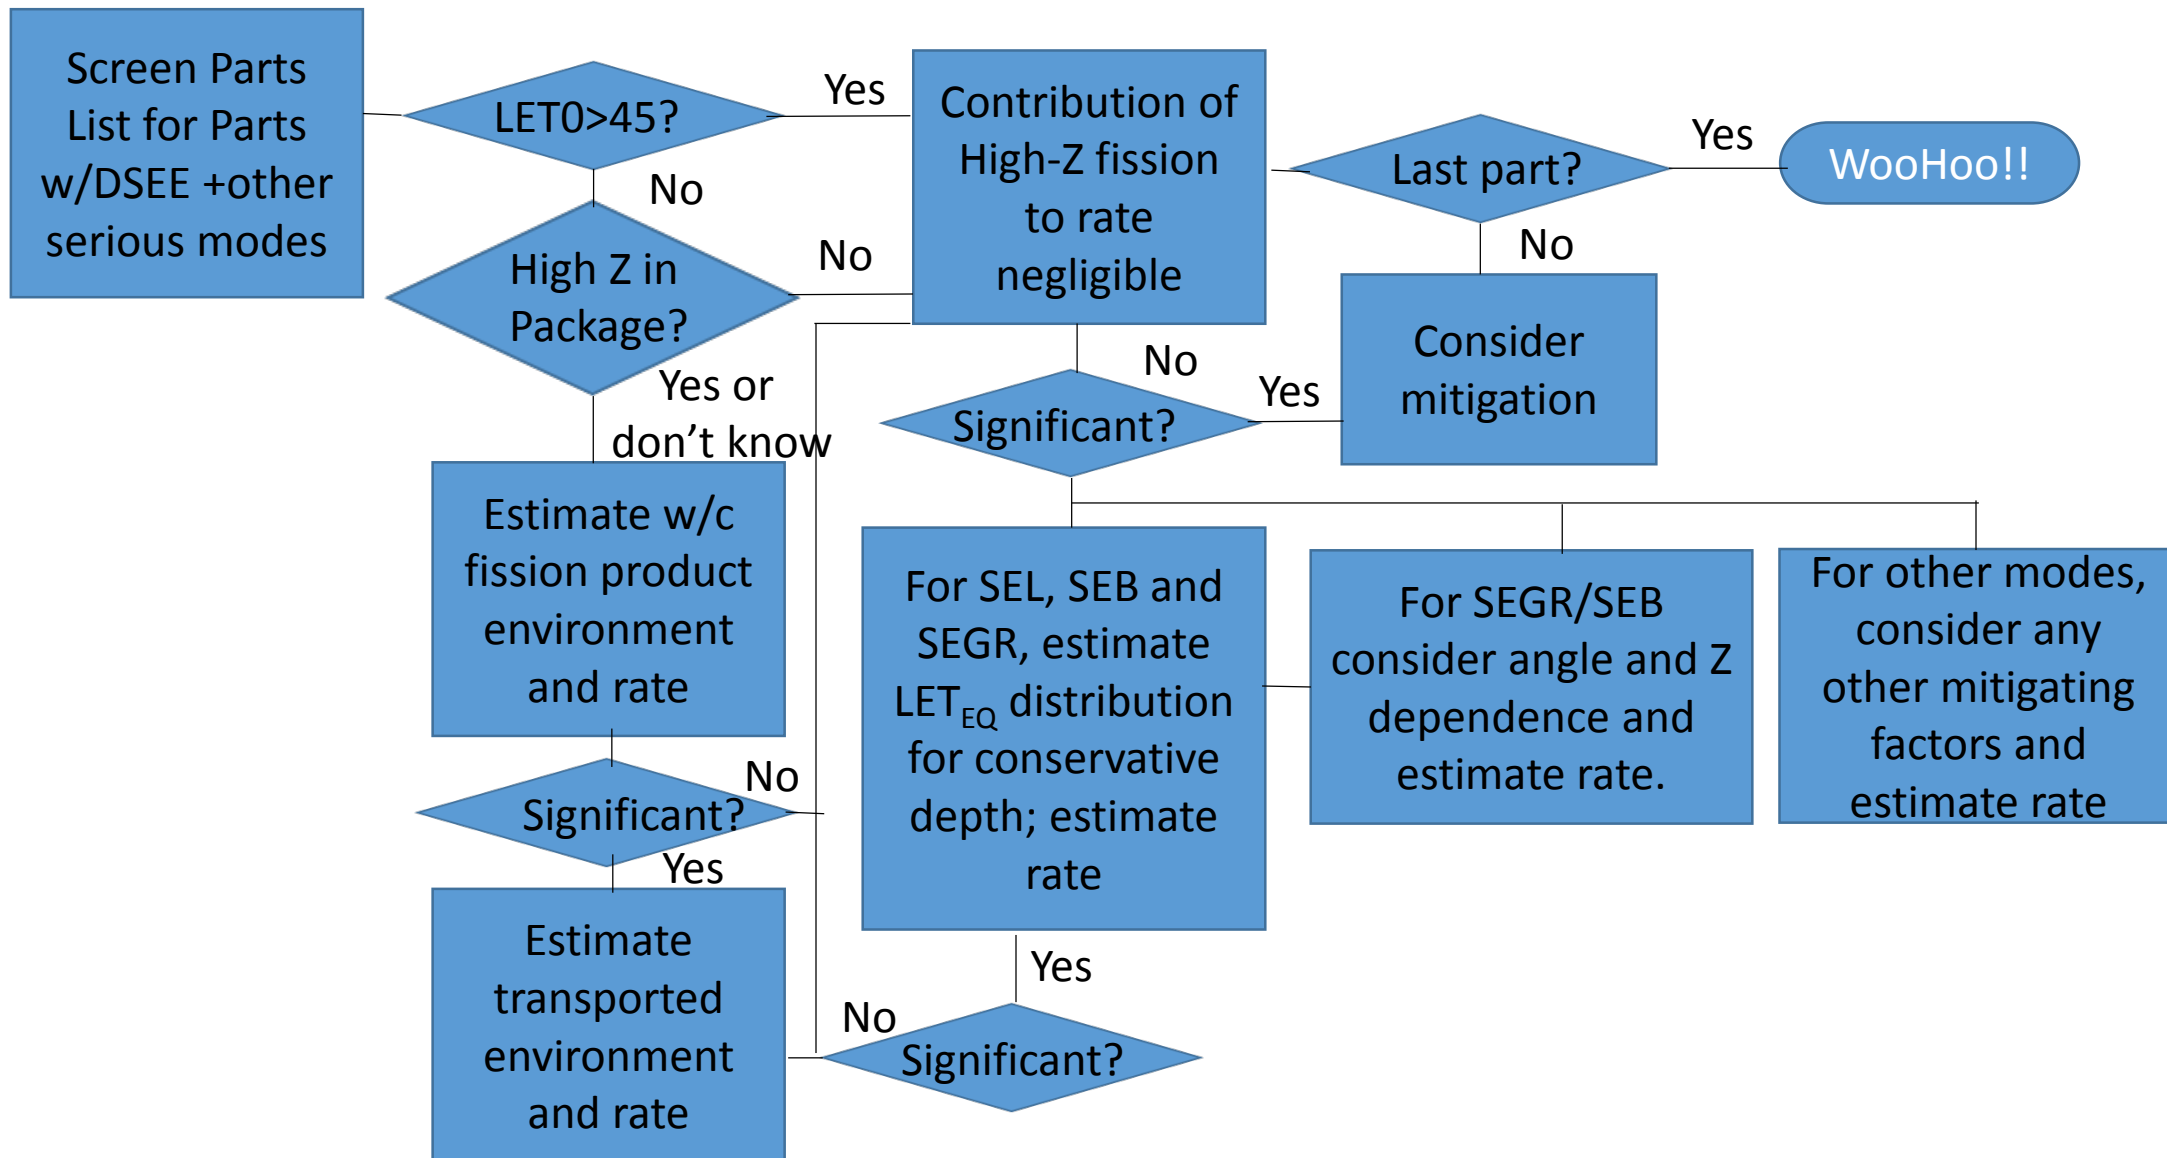 Screen Parts
List for Parts
w/DSEE +other
serious modes
LET0>45?
Yes
No
High Z in
Package?
No
Yes or
don’t know
Contribution of
High-Z fission
to rate
negligible
Last part?
Yes
WooHoo!!
No
Consider
mitigation
No
Significant?
Yes
Estimate w/c
fission product
environment
and rate
Significant?
No
Yes
Estimate
transported
environment
and rate
For SEL, SEB and
SEGR, estimate
LETEQ distribution
for conservative
depth; estimate
rate
For SEGR/SEB
consider angle and Z
dependence and
estimate rate.
For other modes,
consider any
other mitigating
factors and
estimate rate
Yes
No
Significant?